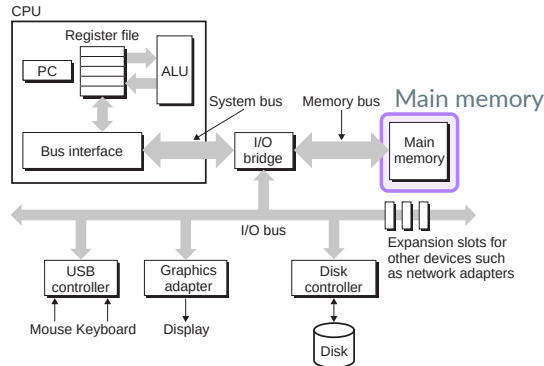 CPU
Register file
PC
ALU
System bus
Memory bus
Main memory
Bus interface
I/O
bridge
Main
memory
I/O bus
Expansion slots for
other devices such
as network adapters
USB
controller
Graphics
adapter
Disk
controller
Mouse Keyboard
Display
Disk